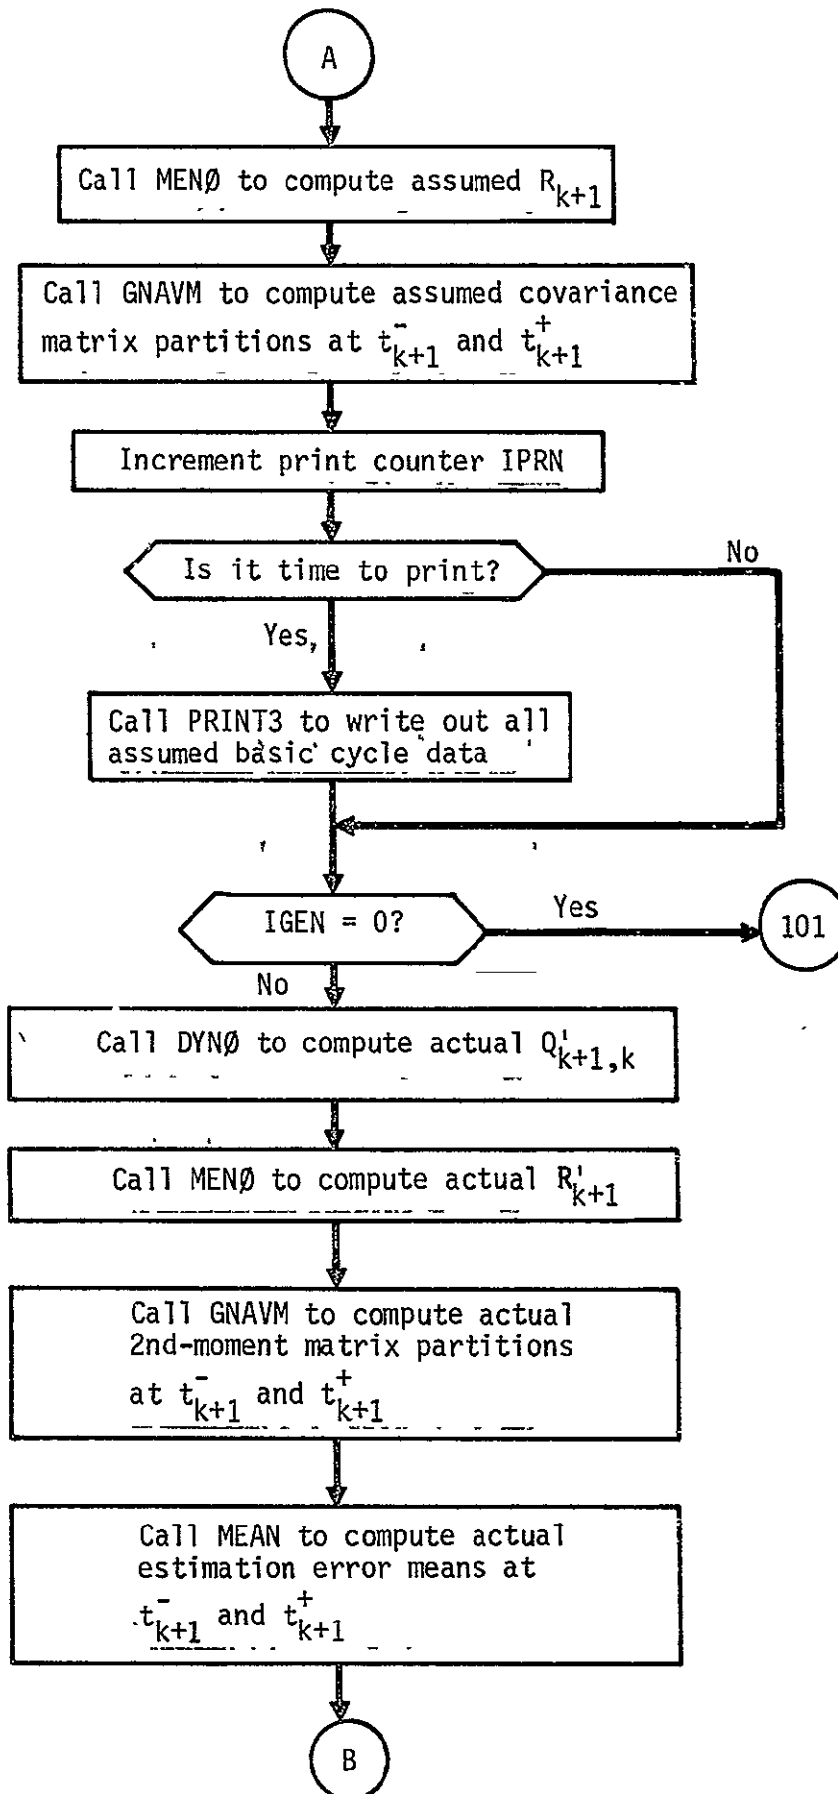 A
Call MENØ to compute assumed R_{k+1}
Call GNAVM to compute assumed covariance
matrix partitions at t^-_{k+1} and t^+_{k+1}
Increment print counter IPRN
Is it time to print?
No
Yes,
Call PRINT3 to write out all
assumed basic cycle data
IGEN = 0?
Yes
101
No
Call DYNØ to compute actual Q'_{k+1,k}
Call MENØ to compute actual R'_{k+1}
Call GNAVM to compute actual
2nd-moment matrix partitions
at t^-_{k+1} and t^+_{k+1}
Call MEAN to compute actual
estimation error means at
t^-_{k+1} and t^+_{k+1}
B